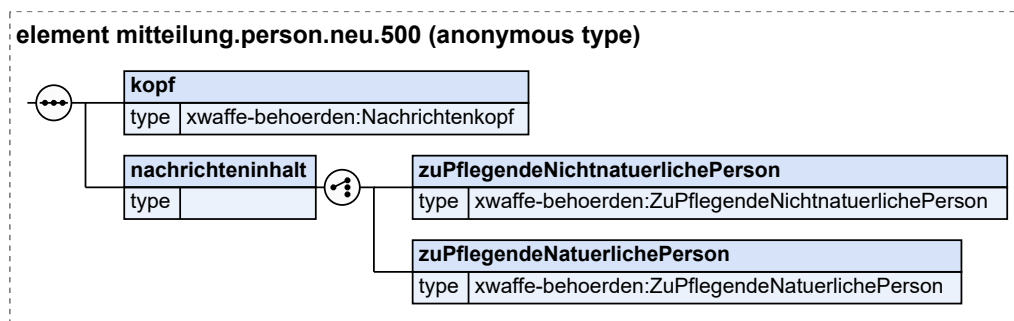 element mitteilung.person.neu.500 (anonymous type)
kopf
type xwaffe-behoerden:Nachrichtenkopf
nachrichteninhalt
type
zuPflegendeNichtnatuerlichePerson
type xwaffe-behoerden:ZuPflegendeNichtnatuerlichePerson
zuPflegendeNatuerlichePerson
type xwaffe-behoerden:ZuPflegendeNatuerlichePerson